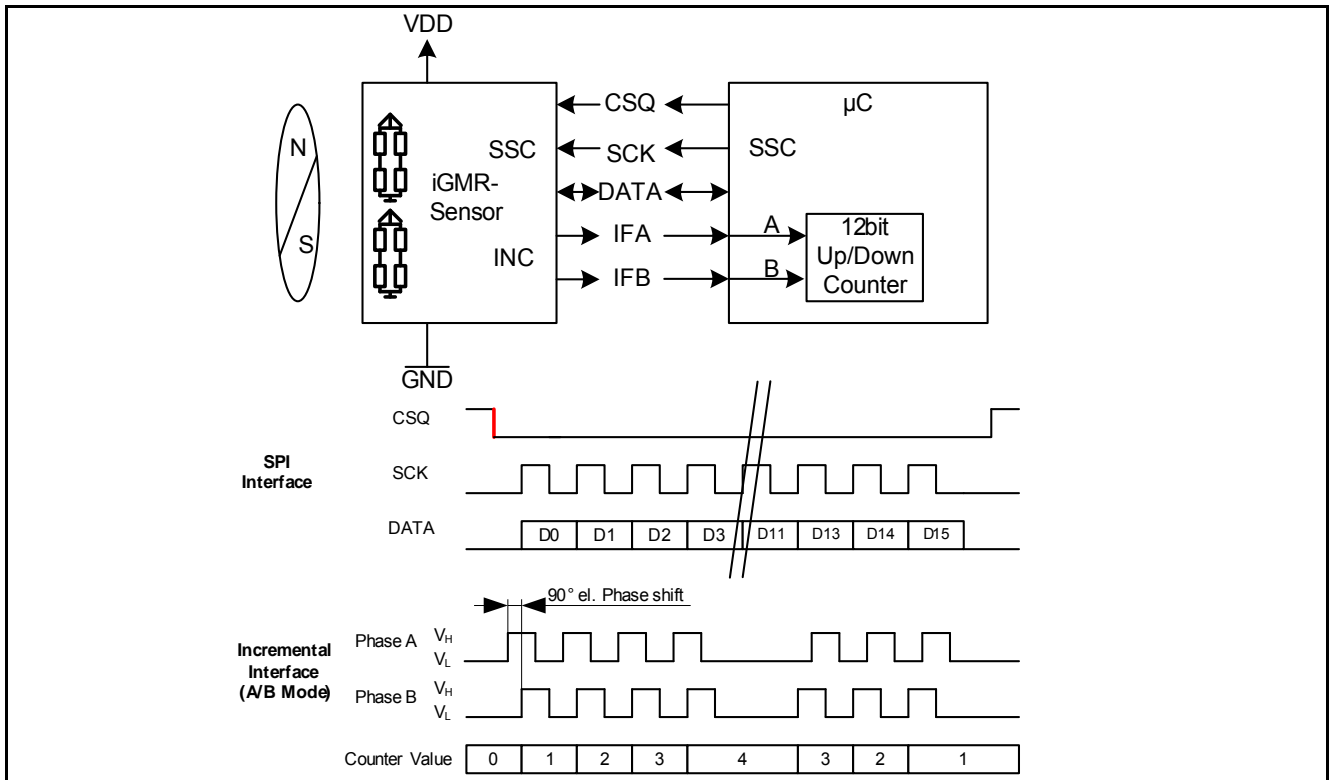 VDD
CSQ
µC
N
SSC
SCK
SSC
iGMR-
Sensor
DATA
S
IFA
A
12bit
Up/Down
Counter
INC
IFB
B
GND
CSQ
SPI
Interface
SCK
DATA
D0 D1 D2 D3 D11 D13 D14 D15
90° el. Phase shift
Incremental
Interface
(A/B Mode)
Phase A
VH
VL
Phase B
VH
VL
Counter Value 0 1 2 3 4 3 2 1